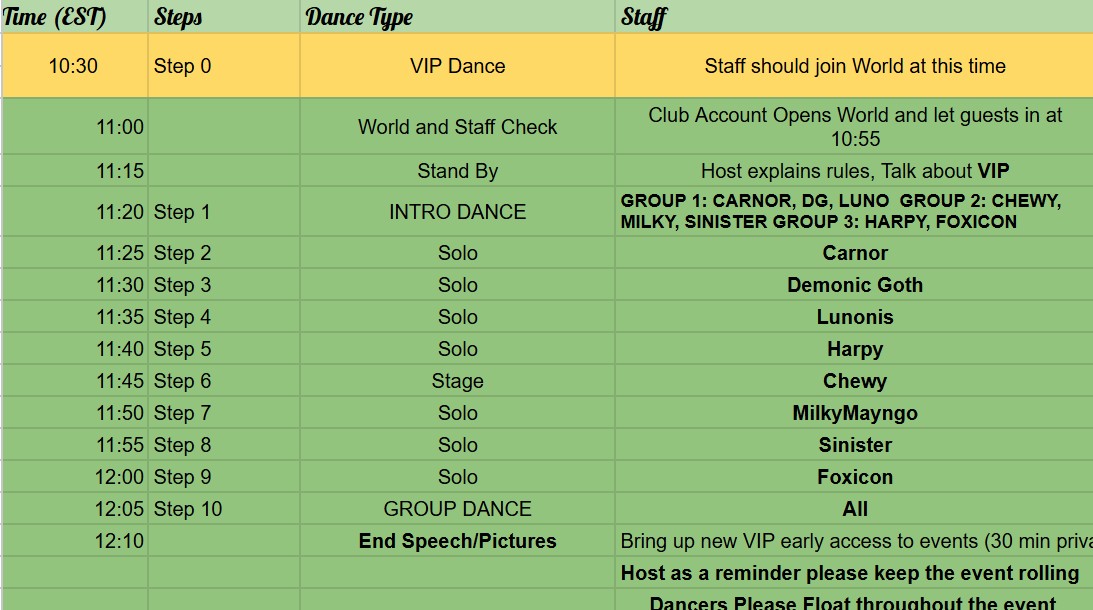 Time (EST) Steps Dance Type Staff
10:30 Step 0 VIP Dance Staff should join World at this time
11:00 World and Staff Check Club Account Opens World and let guests in at
10:55
11:15 Stand By Host explains rules, Talk about VIP
11:20 Step 1 INTRO DANCE GROUP 1: CARNOR, DG, LUNO GROUP 2: CHEWY,
MILKY, SINISTER GROUP 3: HARPY, FOXICON
11:25 Step 2 Solo Carnor
11:30 Step 3 Solo Demonic Goth
11:35 Step 4 Solo Lunonis
11:40 Step 5 Solo Harpy
11:45 Step 6 Stage Chewy
11:50 Step 7 Solo MilkyMayngo
11:55 Step 8 Solo Sinister
12:00 Step 9 Solo Foxicon
12:05 Step 10 GROUP DANCE All
12:10 End Speech/Pictures Bring up new VIP early access to events (30 min
Host as a reminder please keep the event rolling
Dancers Please Float throughout the event